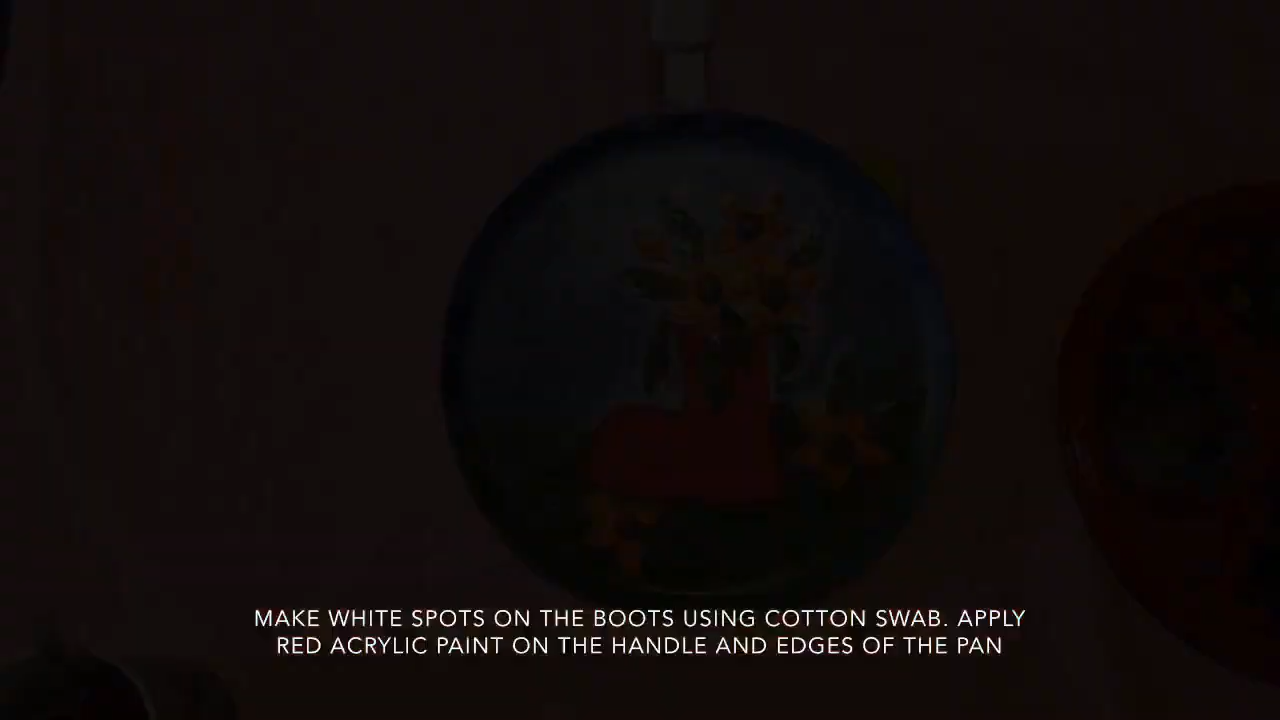 MAKE WHITE SPOTS ON THE BOOTS USING COTTON SWAB. APPLY
RED ACRYLIC PAINT ON THE HANDLE AND EDGES OF THE PAN